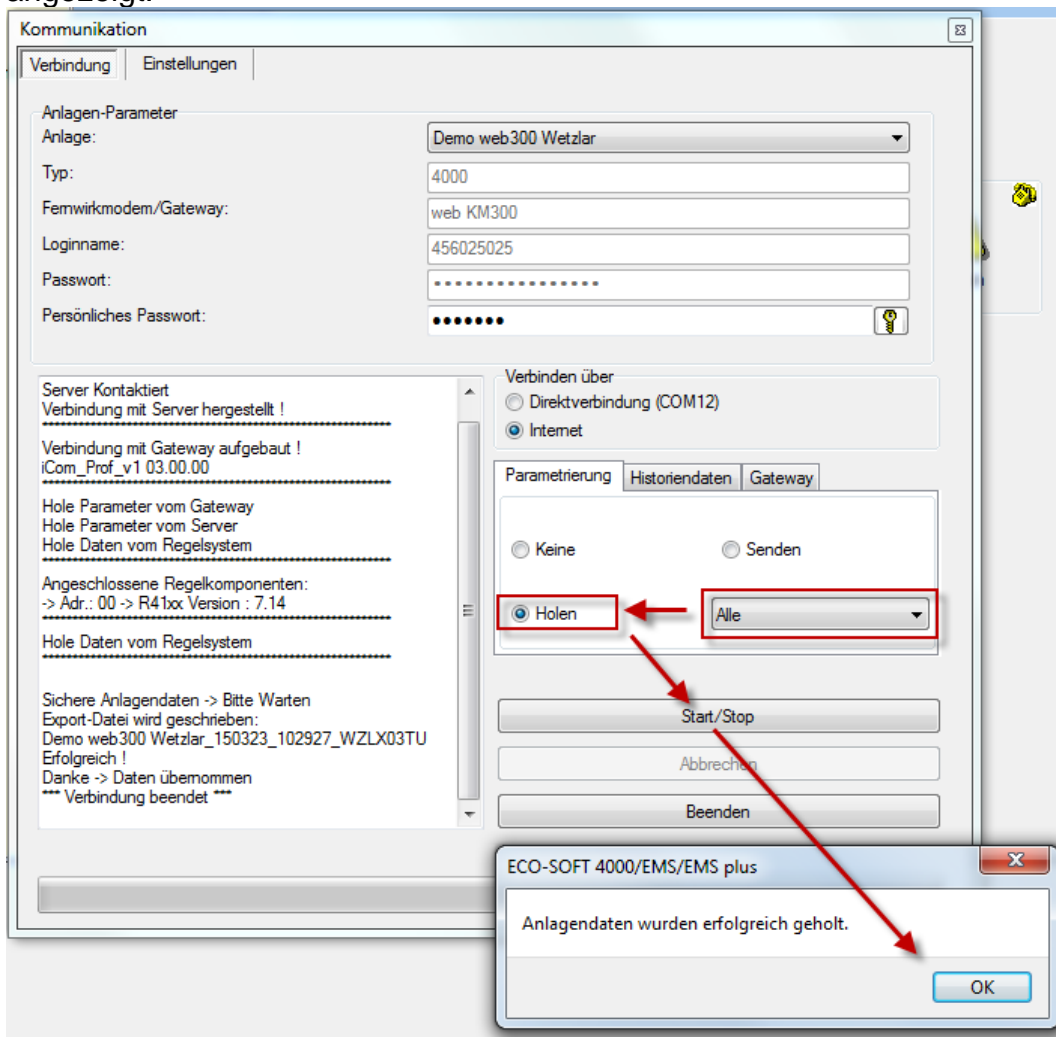 angezeigt.
Kommunikation
Verbindung Einstellungen
Anlagen-Parameter
Anlage: Demo web300 Wetzlar
Typ: 4000
Fernwirkmodem/Gateway: web KM300
Loginname: 456025025
Passwort: ••••••••••••••••
Persönliches Passwort: •••••••
Server Kontaktiert
Verbindung mit Server hergestellt !
Verbindung mit Gateway aufgebaut !
iCom_Prof_v1 03.00.00
Hole Parameter vom Gateway
Hole Parameter vom Server
Hole Daten vom Regelsystem
Angeschlossene Regelkomponenten:
-> Adr.: 00 -> R41xx Version : 7.14
Hole Daten vom Regelsystem
Sichere Anlagendaten -> Bitte Warten
Export-Datei wird geschrieben:
Demo web300 Wetzlar_150323_102927_WZLX03TU
Erfolgreich !
Danke -> Daten übernommen
*** Verbindung beendet ***
Verbinden über
Direktverbindung (COM12)
Internet
Parametrierung Historiendaten Gateway
Keine Senden
Holen Alle
Start/Stop
Abbrechen
Beenden
ECO-SOFT 4000/EMS/EMS plus
Anlagendaten wurden erfolgreich geholt.
OK